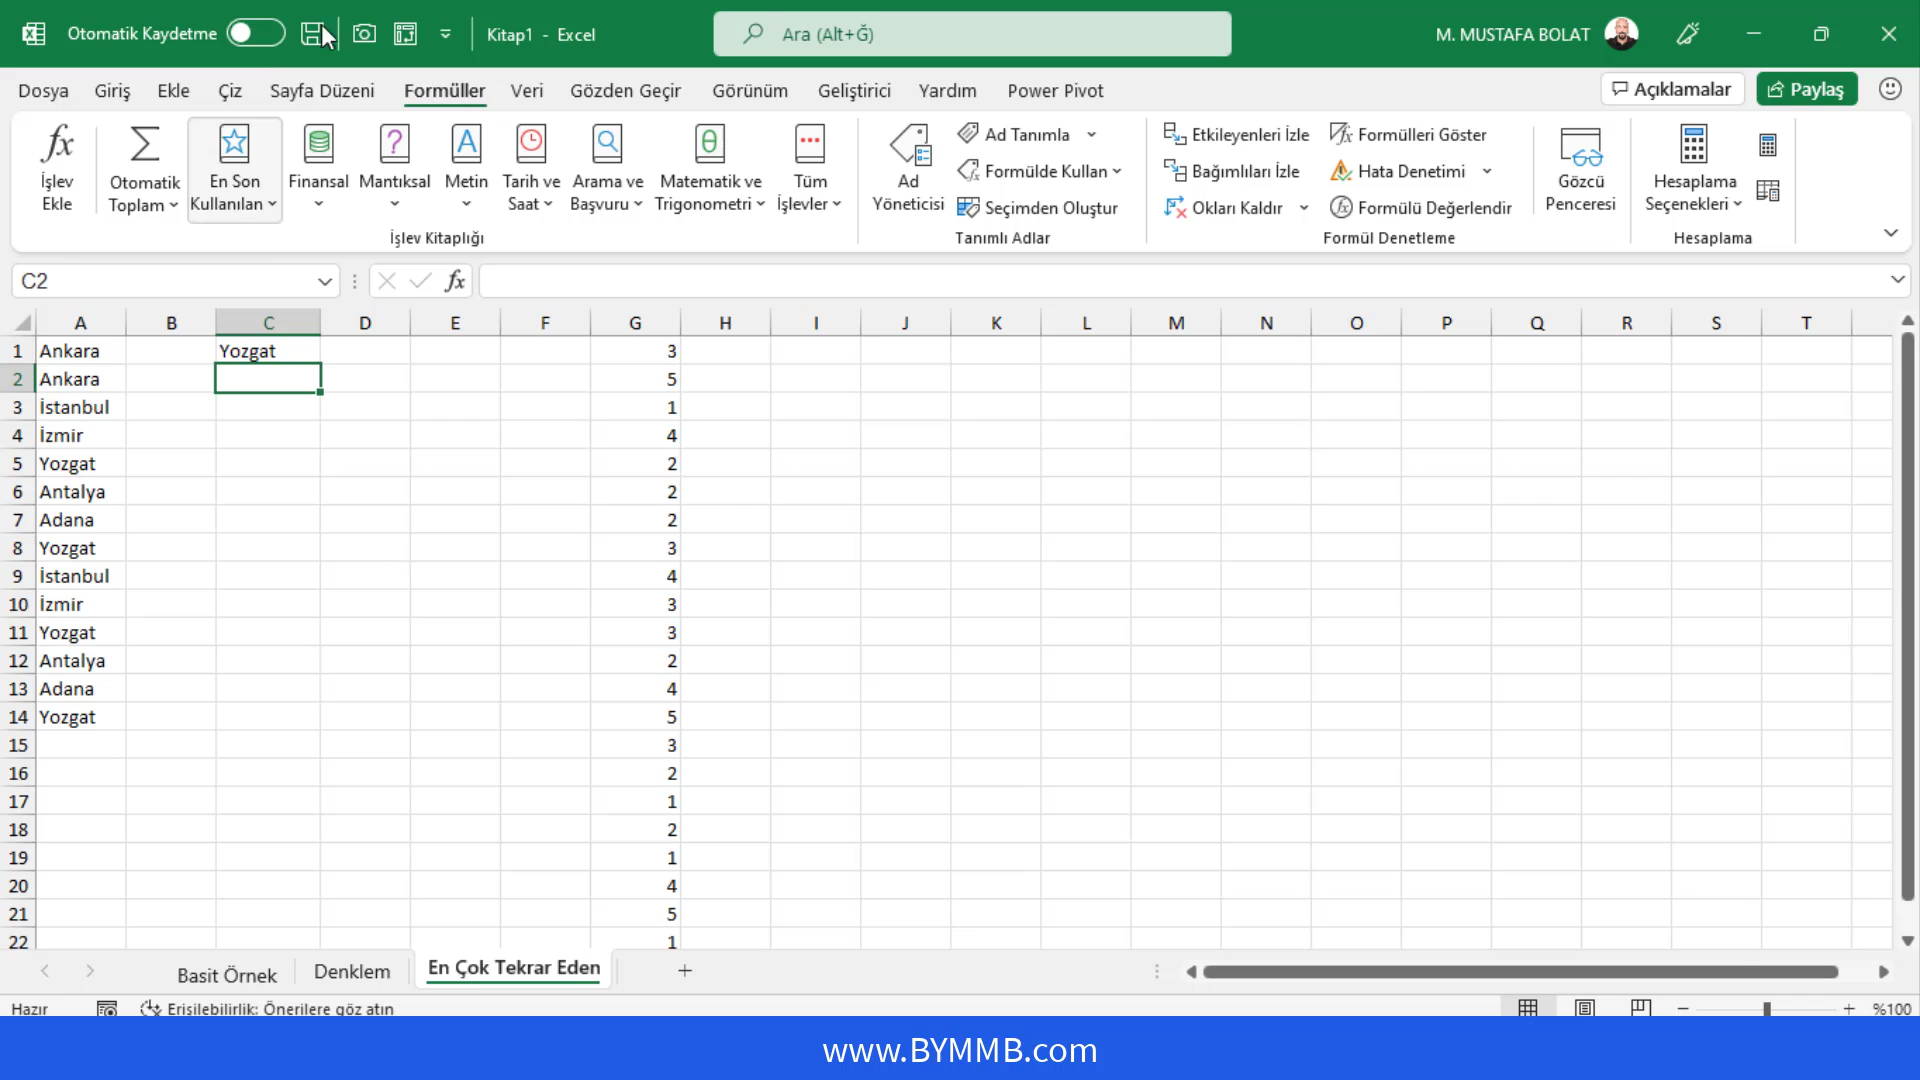 Otomatik Kaydetme Kitap1 - Excel Ara (Alt+Ğ) M. MUSTAFA BOLAT
Dosya Giriş Ekle Çiz Sayfa Düzeni Formüller Veri Gözden Geçir Görünüm Geliştirici Yardım Power Pivot Açıklamalar Paylaş
İşlev Ekle
Otomatik Toplam
En Son Kullanılan
Finansal
Mantıksal
Metin
Tarih ve Saat
Arama ve Başvuru
Matematik ve Trigonometri
Tüm İşlevler
İşlev Kitaplığı
Ad Yöneticisi
Ad Tanımla
Formülde Kullan
Seçimden Oluştur
Tanımlı Adlar
Etkileyenleri İzle
Bağımlıları İzle
Okları Kaldır
Formülleri Göster
Hata Denetimi
Formülü Değerlendir
Formül Denetleme
Gözcü Penceresi
Hesaplama Seçenekleri
Hesaplama
C2 fx
A B C D E F G H I J K L M N O P Q R S T
1 Ankara Yozgat 3
2 Ankara 5
3 İstanbul 1
4 İzmir 4
5 Yozgat 2
6 Antalya 2
7 Adana 2
8 Yozgat 3
9 İstanbul 4
10 İzmir 3
11 Yozgat 3
12 Antalya 2
13 Adana 4
14 Yozgat 5
15 3
16 2
17 1
18 2
19 1
20 4
21 5
22 1
Basit Örnek Denklem En Çok Tekrar Eden
Hazır Erişilebilirlik: Önerilere göz atın %100
www.BYMMB.com